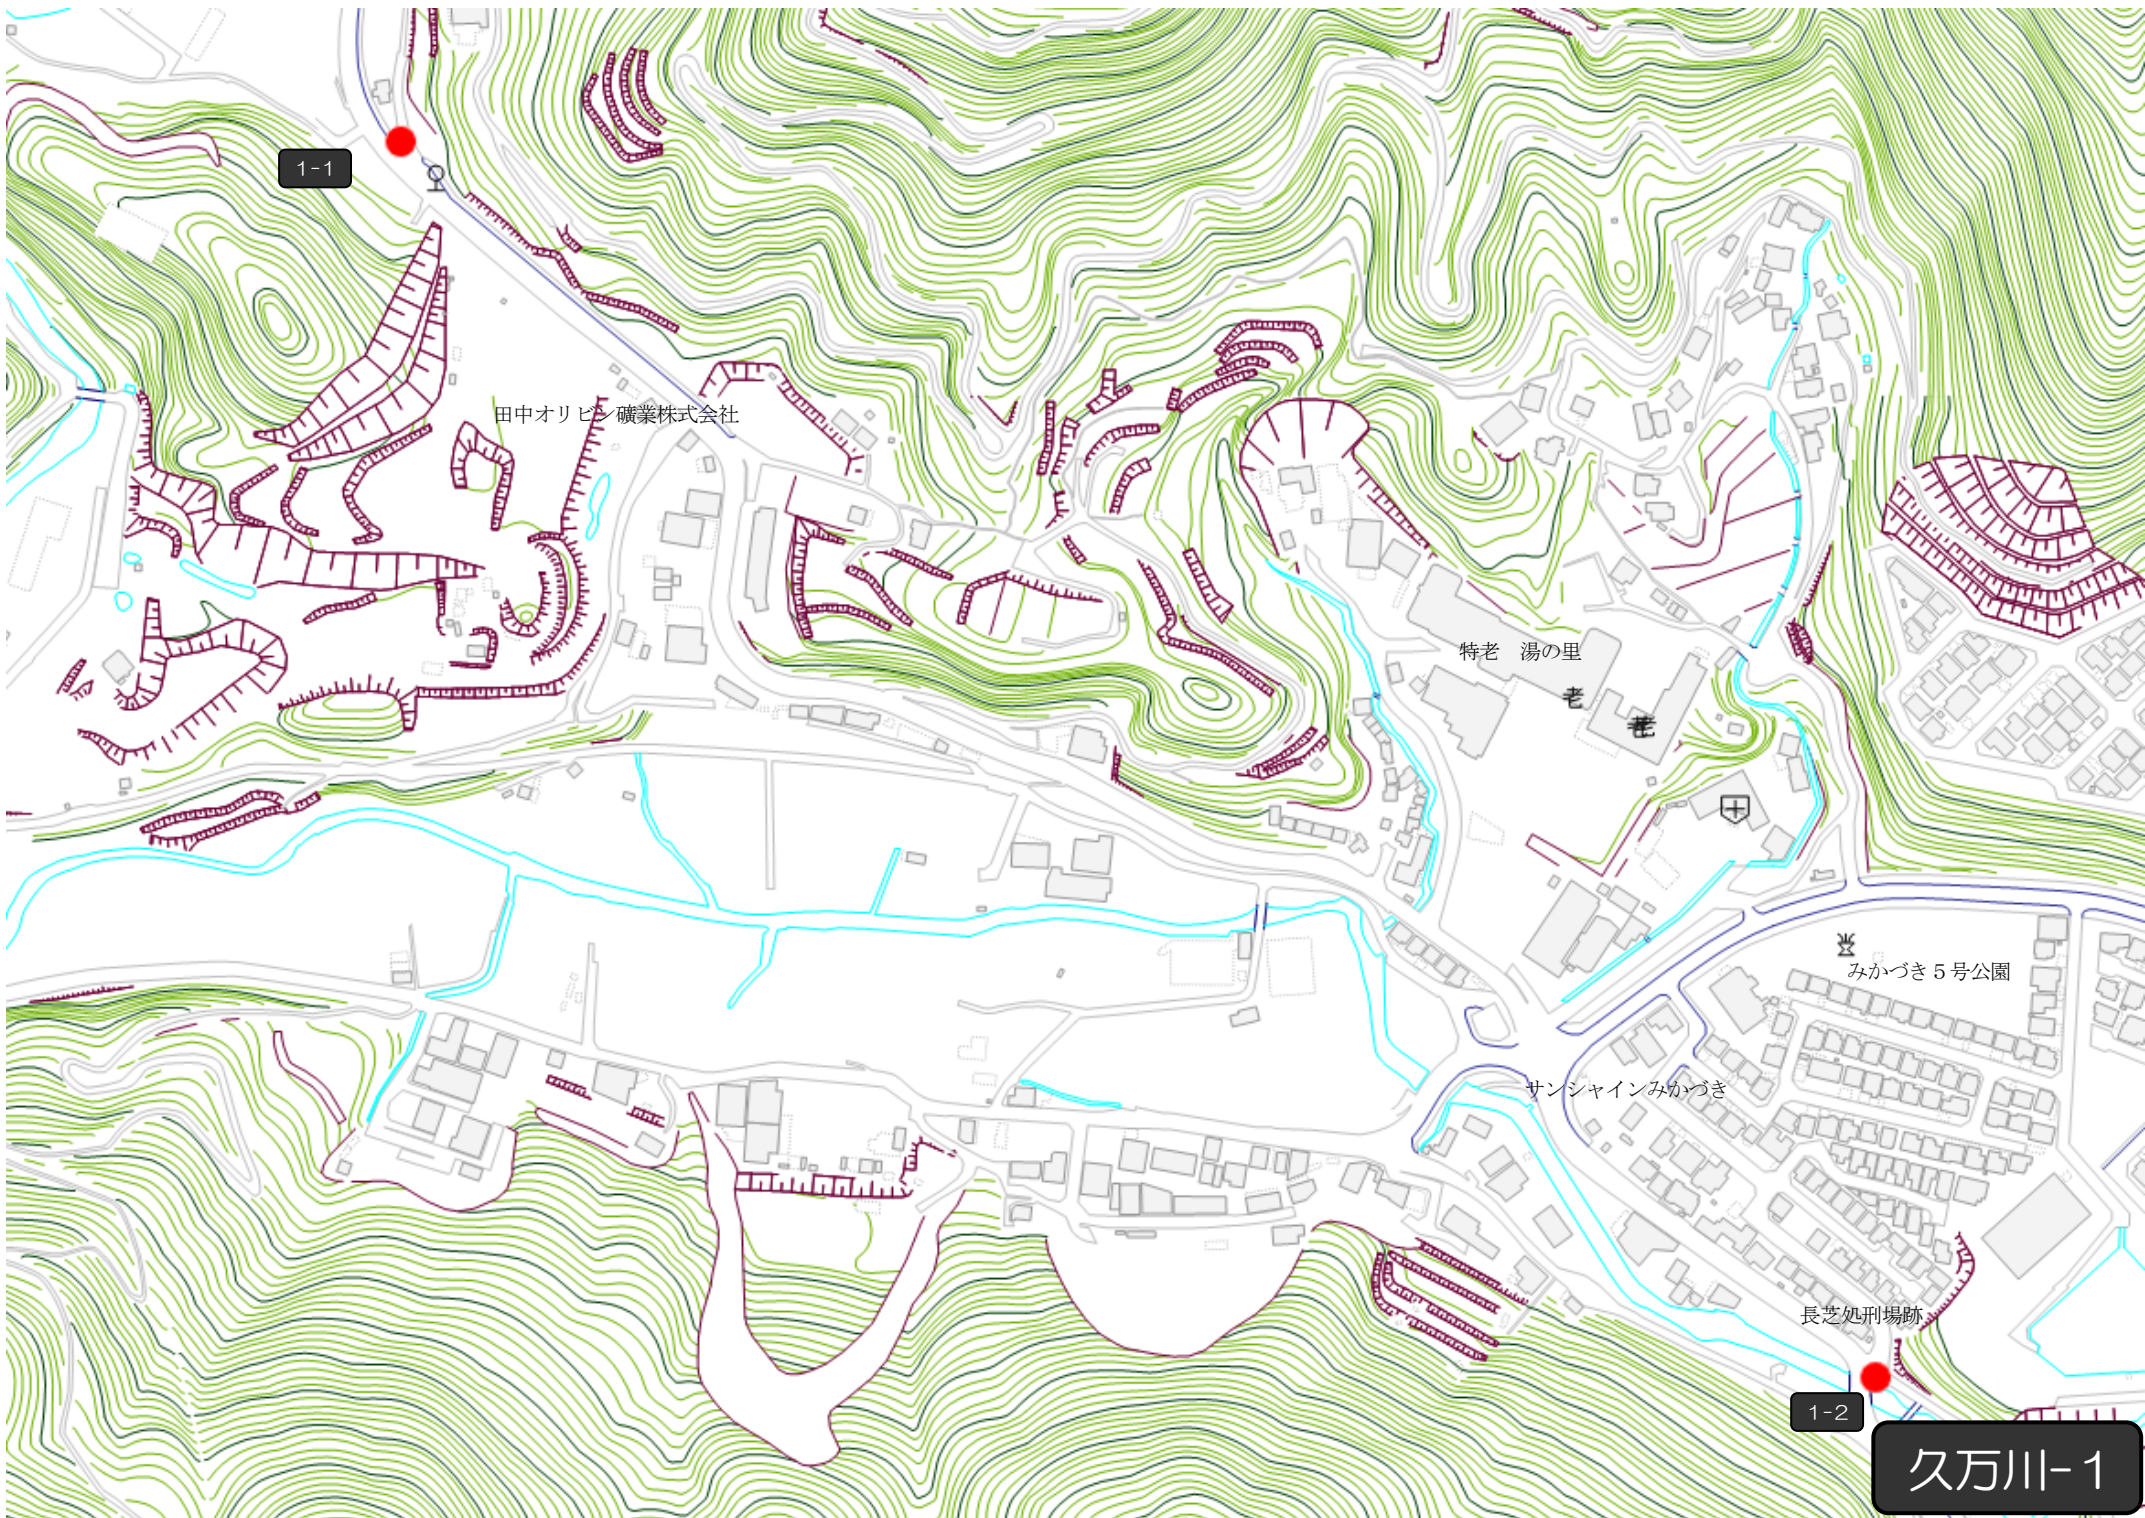 1-1
田中オリビン礦業株式会社
特老　湯の里
老
老
みかづき５号公園
サンシャインみかづき
長芝処刑場跡
1-2
久万川-1